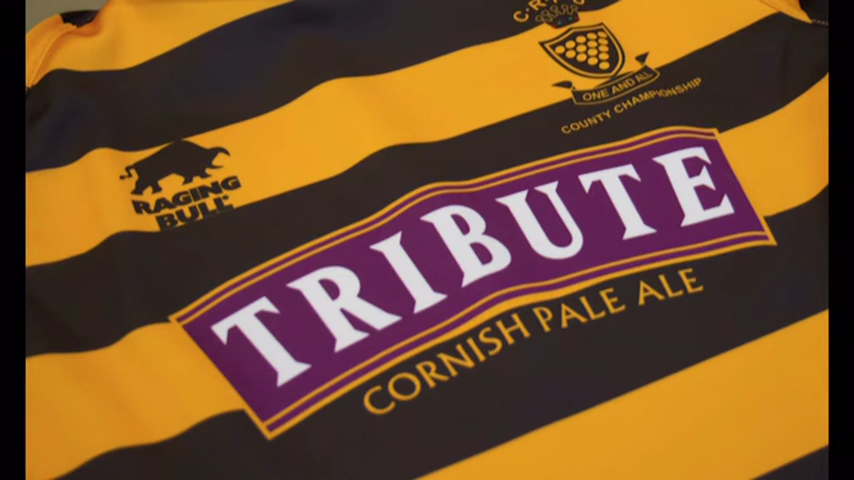 ONE AND ALL
COUNTY CHAMPIONSHIP
RAGING
BULL
TRIBUTE
CORNISH PALE ALE